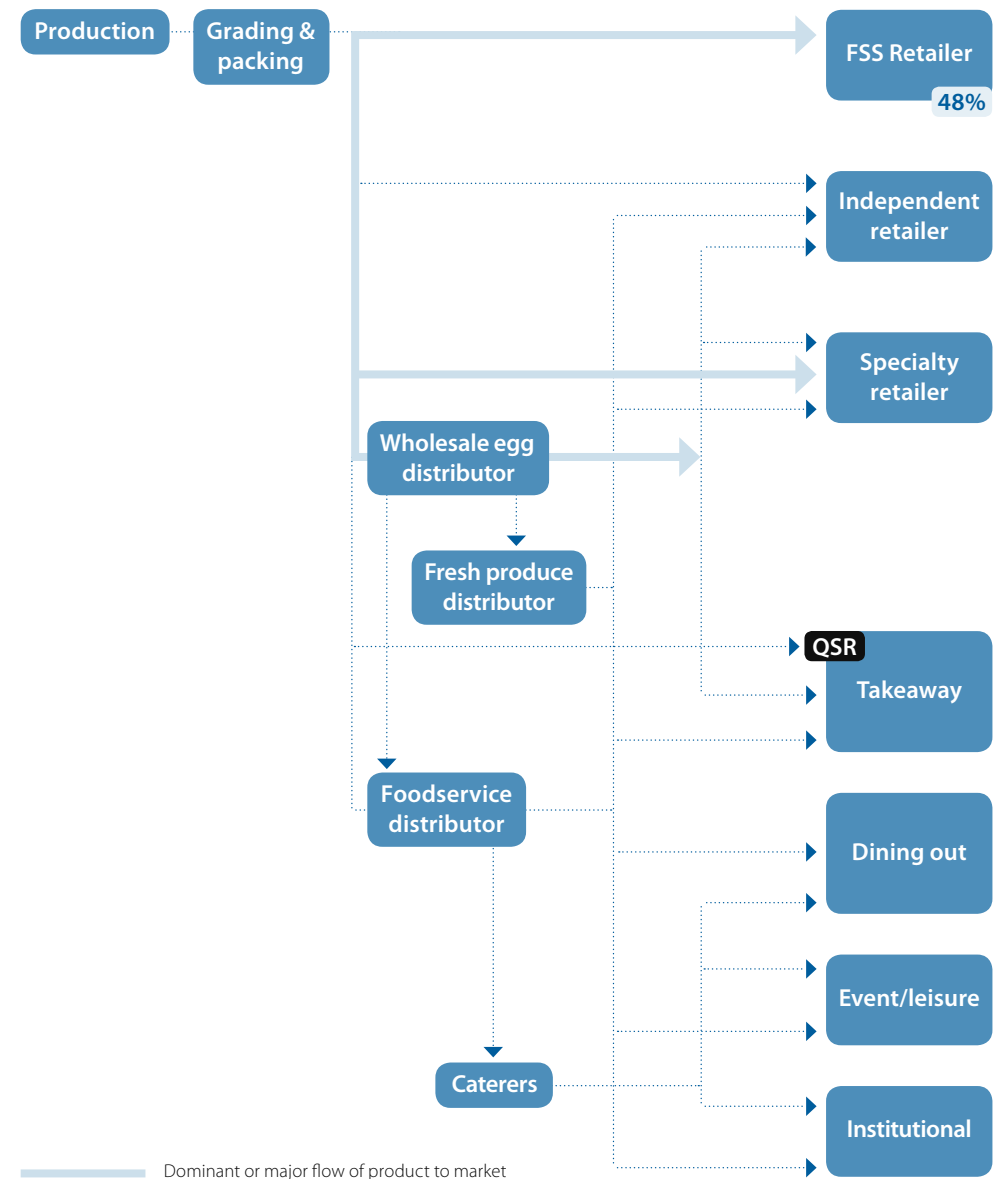 Production
Grading &
packing
FSS Retailer
48%
Independent
retailer
Specialty
retailer
Wholesale egg
distributor
Fresh produce
distributor
QSR
Takeaway
Foodservice
distributor
Dining out
Event/leisure
Caterers
Institutional
Dominant or major flow of product to market